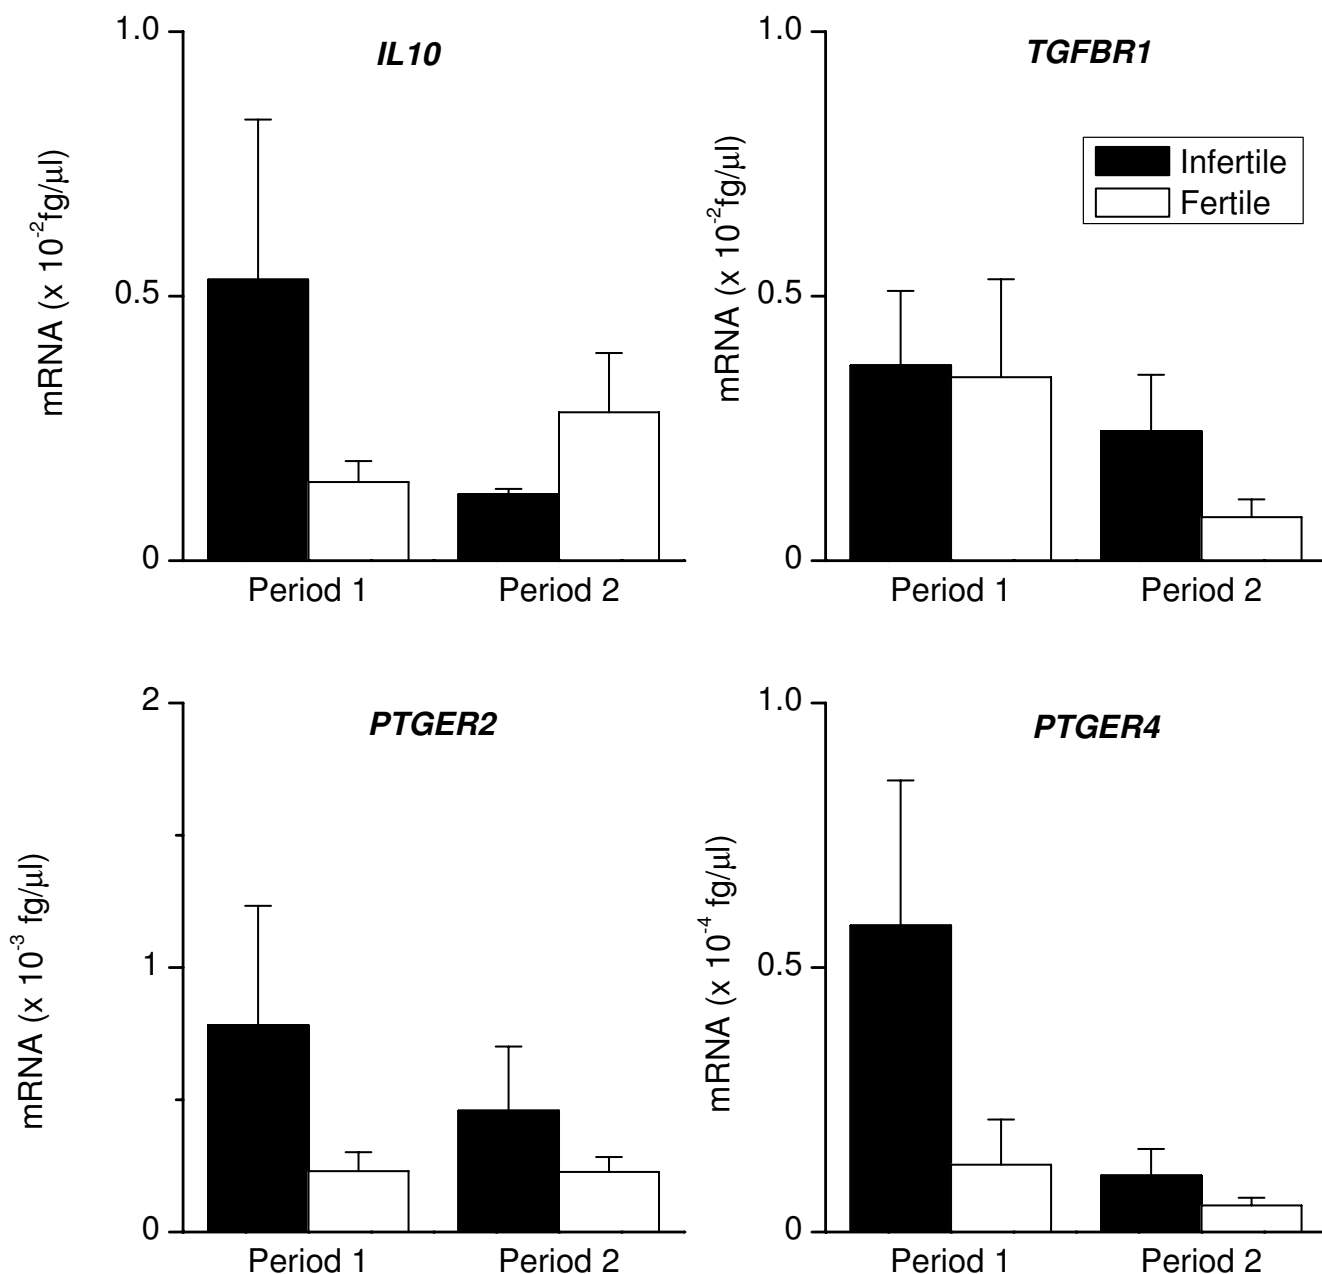 IL10
1.0
0.5
0
mRNA (x 10⁻²fg/μl)
Period 1
Period 2
TGFBR1
1.0
0.5
0
mRNA (x 10⁻²fg/μl)
Infertile
Fertile
Period 1
Period 2
PTGER2
2
1
0
mRNA (x 10⁻³ fg/μl)
Period 1
Period 2
PTGER4
1.0
0.5
0
mRNA (x 10⁻⁴ fg/μl)
Period 1
Period 2